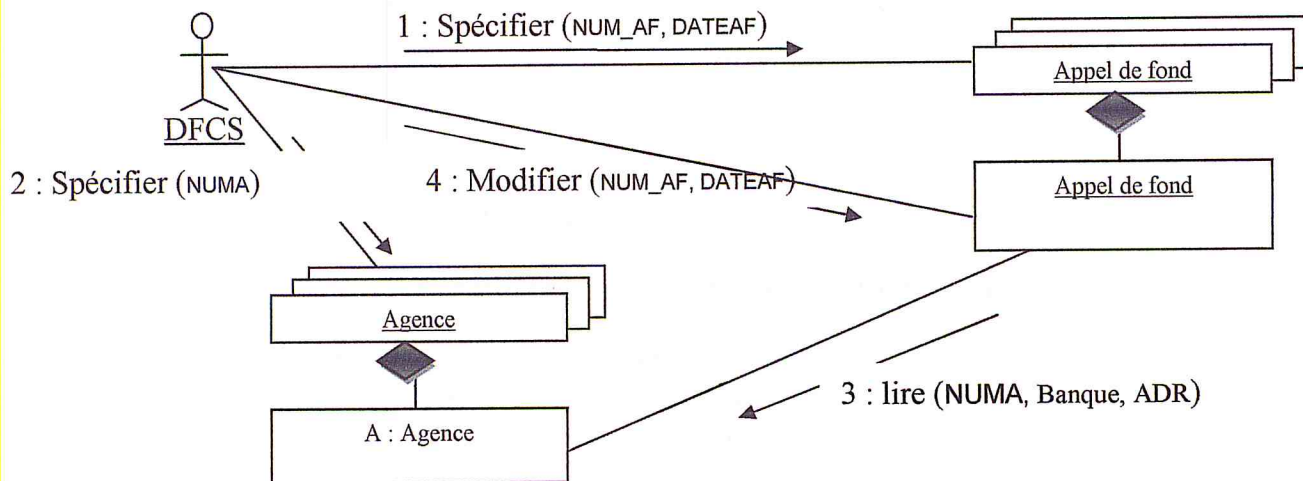 1 : Spécifier (NUM_AF, DATEAF)
Appel de fond
DFCS
2 : Spécifier (NUMA)
4 : Modifier (NUM_AF, DATEAF)
Appel de fond
Agence
3 : lire (NUMA, Banque, ADR)
A : Agence